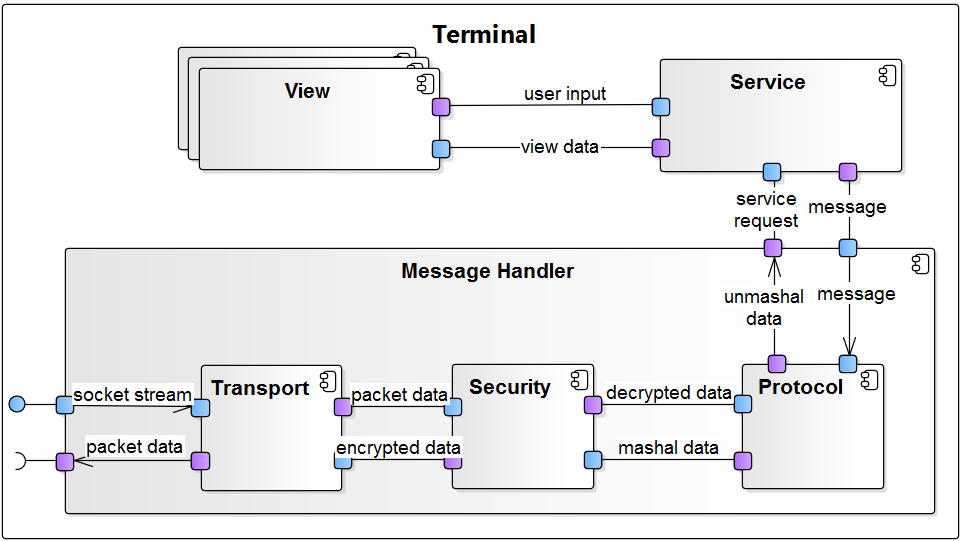 Terminal
View
Service
user input
view data
service
request
message
Message Handler
unmashal
data
message
Transport
Security
Protocol
socket stream
packet data
decrypted data
packet data
encrypted data
mashal data